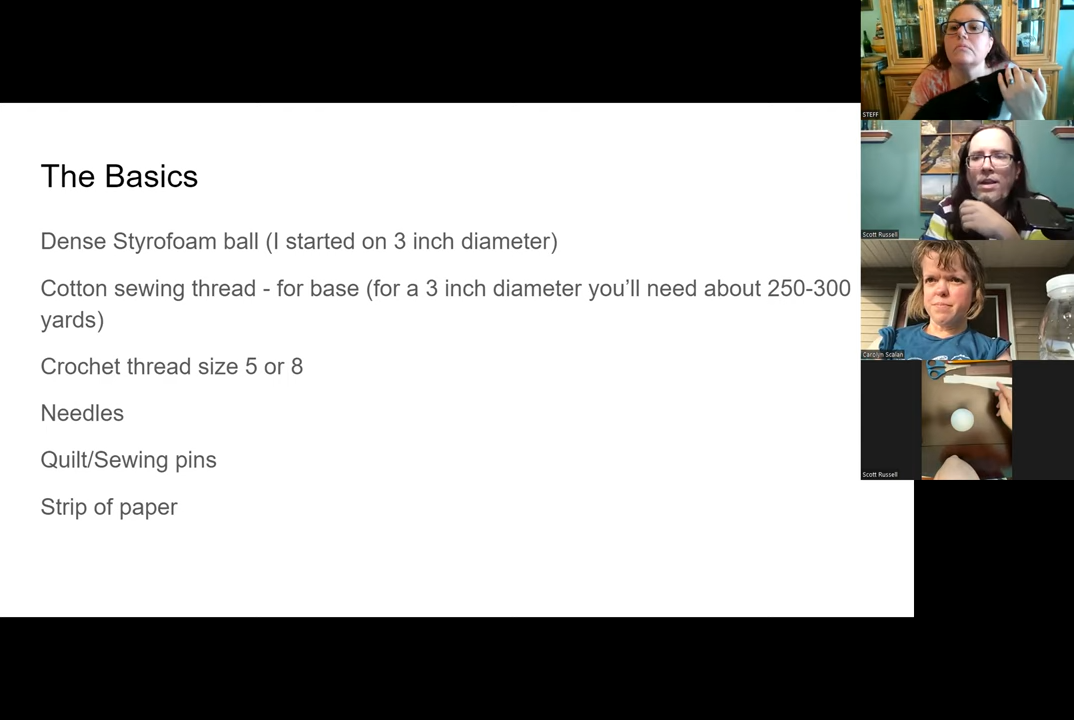 The Basics
Dense Styrofoam ball (I started on 3 inch diameter)
Cotton sewing thread - for base (for a 3 inch diameter you’ll need about 250-300
yards)
Crochet thread size 5 or 8
Needles
Quilt/Sewing pins
Strip of paper
STEFF
Scott Russell
Carolyn Scalan
Scott Russell